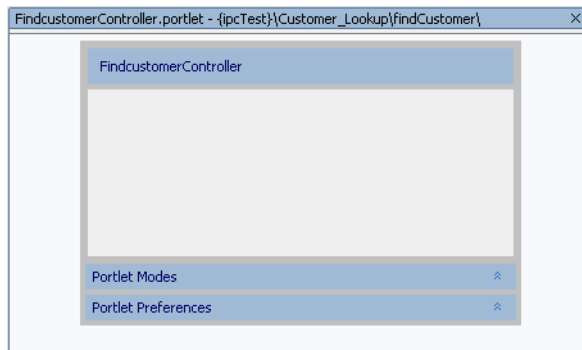 FindcustomerController.portlet - {ipcTest}\Customer_Lookup\findCustomer\
FindcustomerController
Portlet Modes
Portlet Preferences